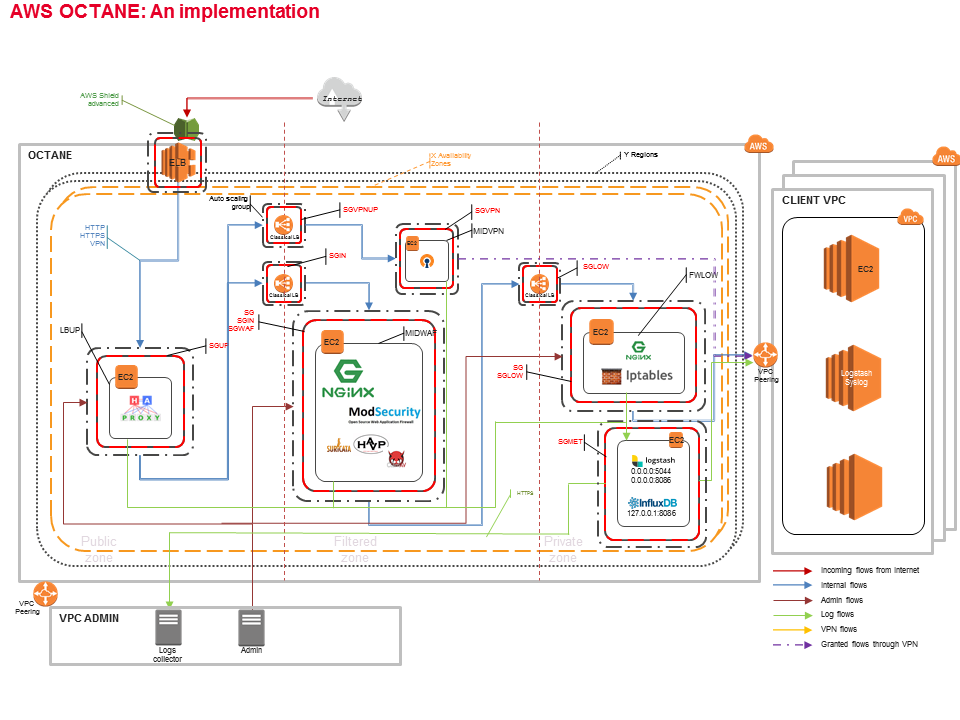 AWS OCTANE: An implementation
AWS Shield
advanced
Internet
OCTANE
ELB
X Availability
Zones
Y Regions
AWS
AWS
Auto scaling
group
SGVPNUP
Classical LB
SGVPN
MIDVPN
EC2
CLIENT VPC
VPC
HTTP
HTTPS
VPN
SGIN
Classical LB
SGLOW
Classical LB
FWLOW
EC2
SG
SGIN
SGWAF
LBUP
SGUP
EC2
MIDWAF
EC2
NGINX
NGINX
Iptables
VPC
Peering
SG
SGLOW
EC2
HA
PROXY
ModSecurity
Open Source Web Application Firewall
SURICATA
HAVP
Logstash
Syslog
SGMET
EC2
logstash
0.0.0.0:5044
0.0.0.0:8086
InfluxDB
127.0.0.1:8086
HTTPS
Public
zone
Filtered
zone
Private
zone
VPC
Peering
VPC ADMIN
Logs
collector
Admin
Incoming flows from Internet
Internal flows
Admin flows
Log flows
VPN flows
Granted flows through VPN